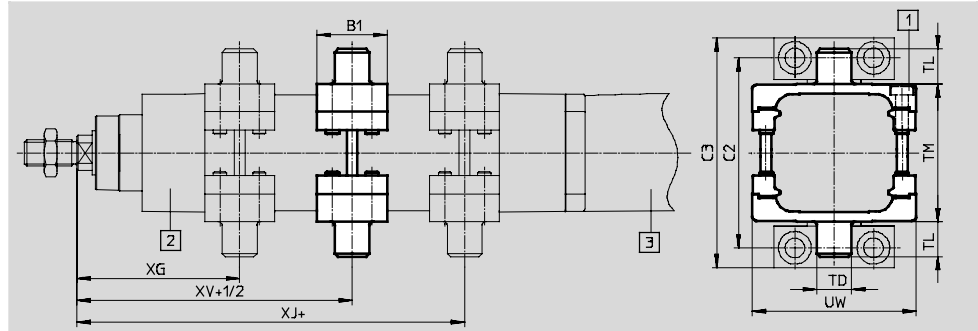 B1
1
TL
C3
C2
TM
2
3
TL
XG
TD
XV+1/2
UW
XJ+